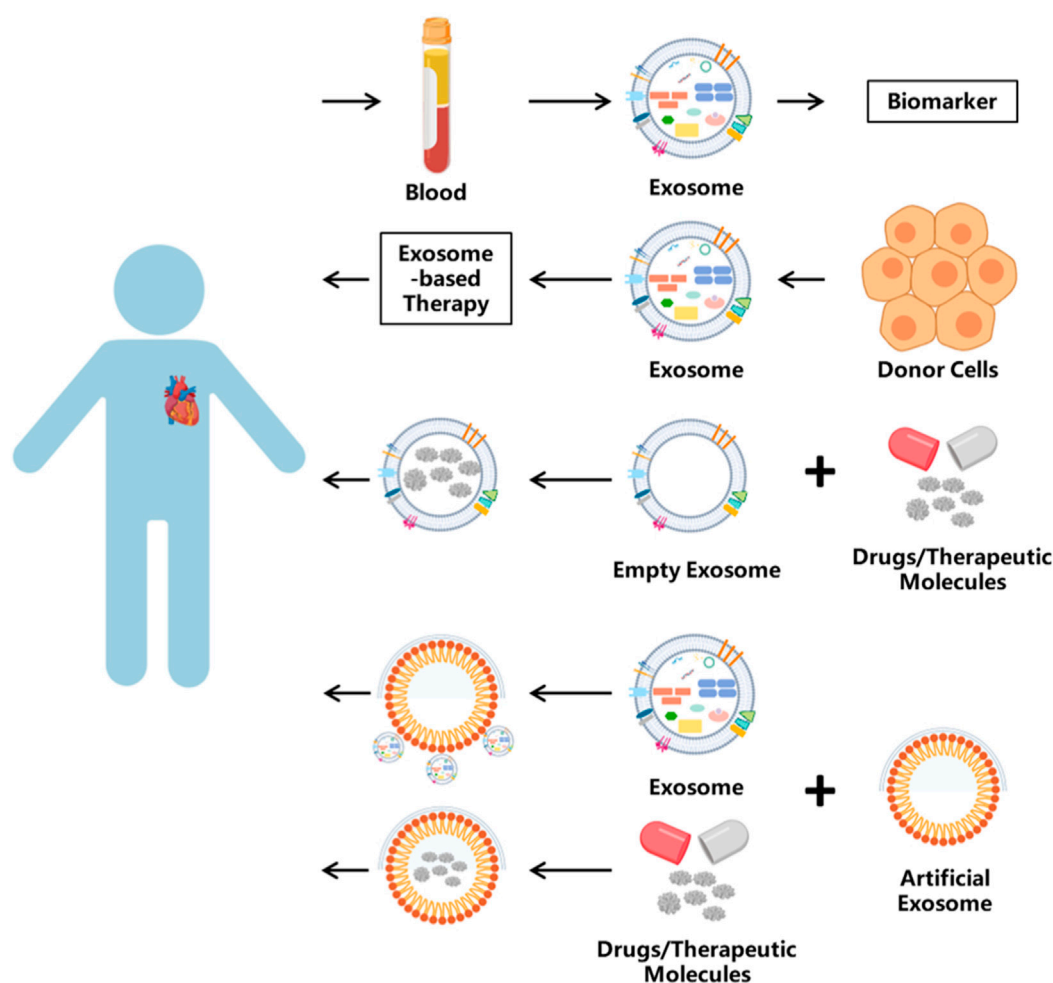 Blood
Exosome
Biomarker
Exosome
-based
Therapy
Exosome
Donor Cells
Empty Exosome
Drugs/Therapeutic
Molecules
Exosome
Drugs/Therapeutic
Molecules
Artificial
Exosome